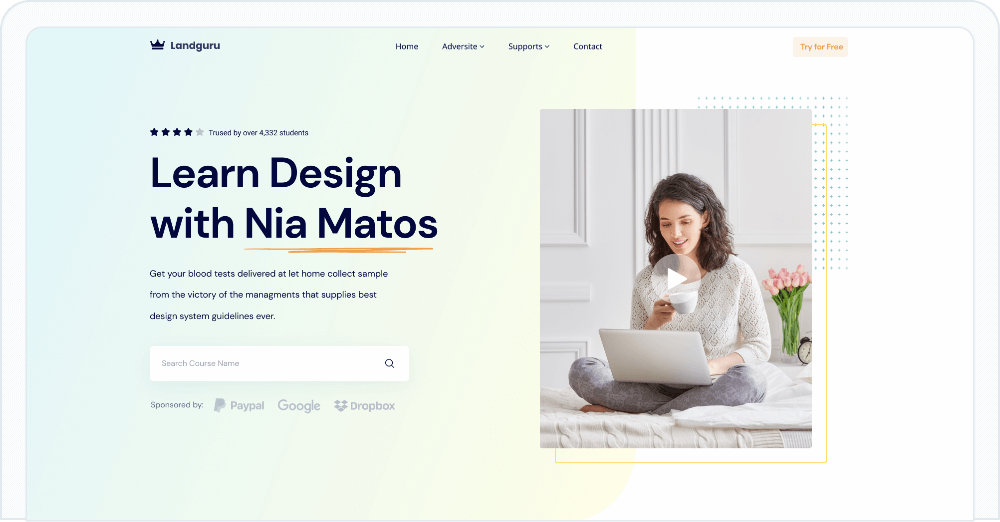 Landguru
Home Adversite Supports Contact
Try for Free
Trused by over 4,332 students
Learn Design
with Nia Matos
Get your blood tests delivered at let home collect sample
from the victory of the managments that supplies best
design system guidelines ever.
Search Course Name
Sponsored by: Paypal Google Dropbox